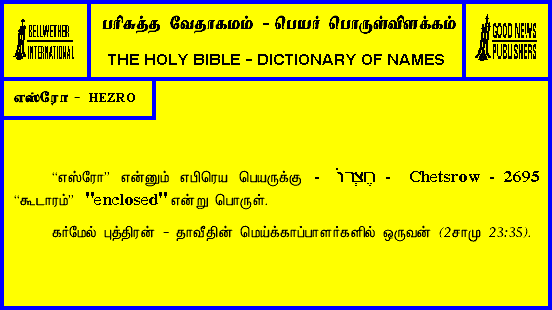 BELLWETHER
INTERNATIONAL
பரிசுத்த வேதாகமம் - பெயர் பொருள்விளக்கம்
THE HOLY BIBLE - DICTIONARY OF NAMES
GOOD NEWS
PUBLISHERS
எஸ்ரோ - HEZRO
“எஸ்ரோ” என்னும் எபிரெய பெயருக்கு - חֶצְרוֹ - Chetsrow - 2695
“கூடாரம்” "enclosed" என்று பொருள்.
கர்மேல் புத்திரன் - தாவீதின் மெய்க்காப்பாளர்களில் ஒருவன் (2சாமு 23:35).